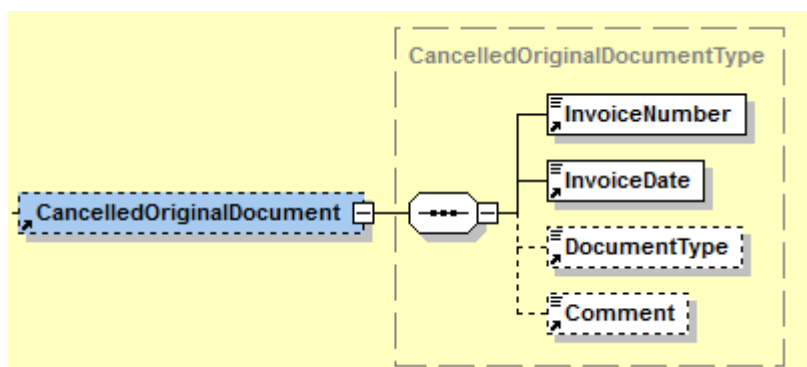 CancelledOriginalDocumentType
InvoiceNumber
InvoiceDate
CancelledOriginalDocument
DocumentType
Comment